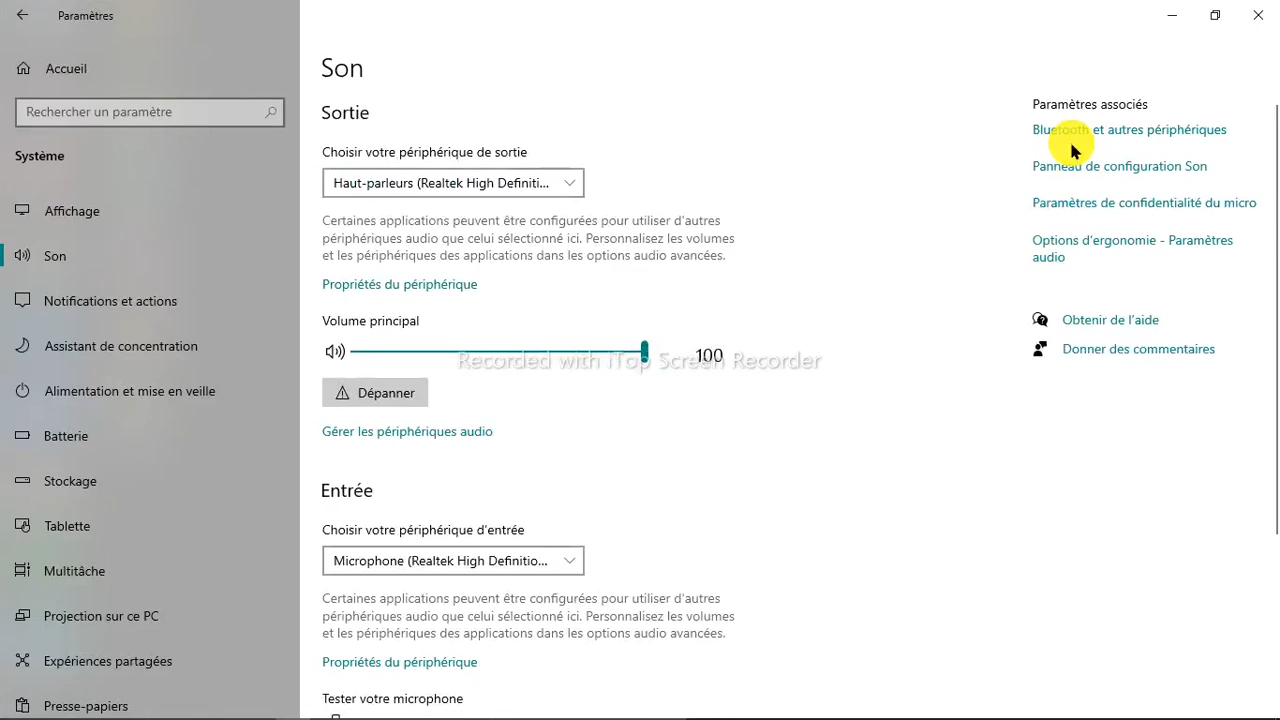 Paramètres
Accueil
Rechercher un paramètre
Système
Affichage
Son
Notifications et actions
Assistant de concentration
Alimentation et mise en veille
Batterie
Stockage
Tablette
Multitâche
Projection sur ce PC
Expériences partagées
Presse-papiers
Son
Sortie
Choisir votre périphérique de sortie
Haut-parleurs (Realtek High Definiti...
Certaines applications peuvent être configurées pour utiliser d'autres
périphériques audio que celui sélectionné ici. Personnalisez les volumes
et les périphériques des applications dans les options audio avancées.
Propriétés du périphérique
Volume principal
100
Recorded with iTop Screen Recorder
Dépanner
Gérer les périphériques audio
Entrée
Choisir votre périphérique d'entrée
Microphone (Realtek High Definitio...
Certaines applications peuvent être configurées pour utiliser d'autres
périphériques audio que celui sélectionné ici. Personnalisez les volumes
et les périphériques des applications dans les options audio avancées.
Propriétés du périphérique
Tester votre microphone
Paramètres associés
Bluetooth et autres périphériques
Panneau de configuration Son
Paramètres de confidentialité du micro
Options d'ergonomie - Paramètres
audio
Obtenir de l'aide
Donner des commentaires